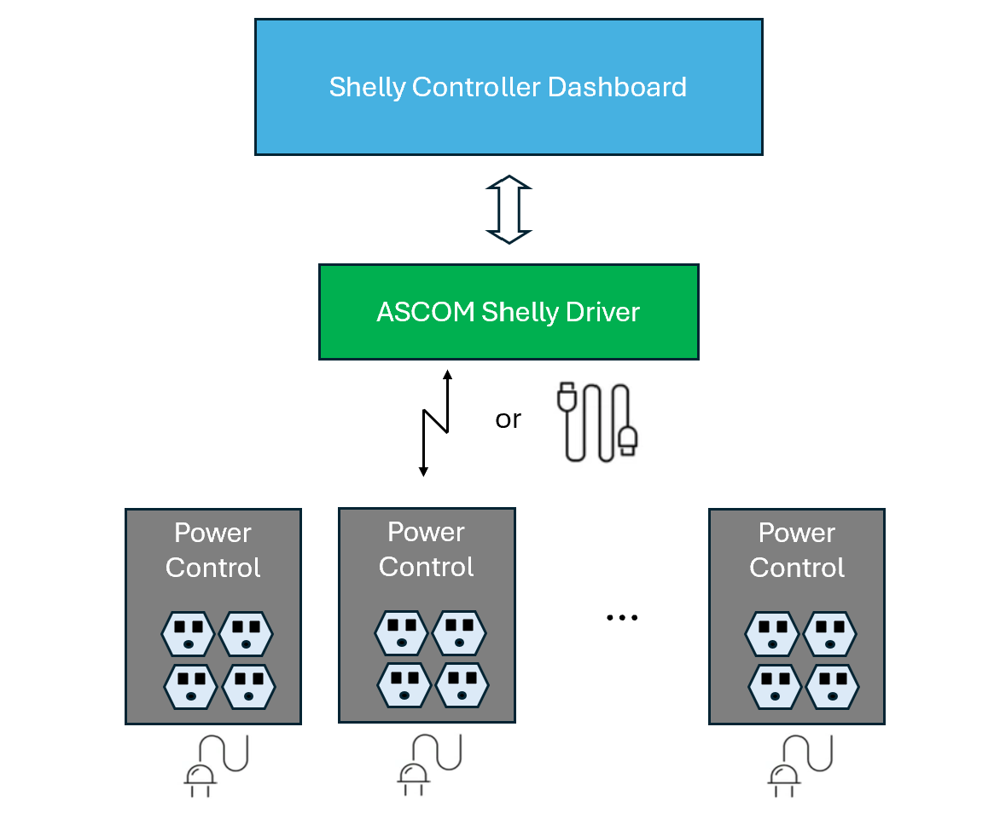 Shelly Controller Dashboard
ASCOM Shelly Driver
or
Power
Control
Power
Control
...
Power
Control